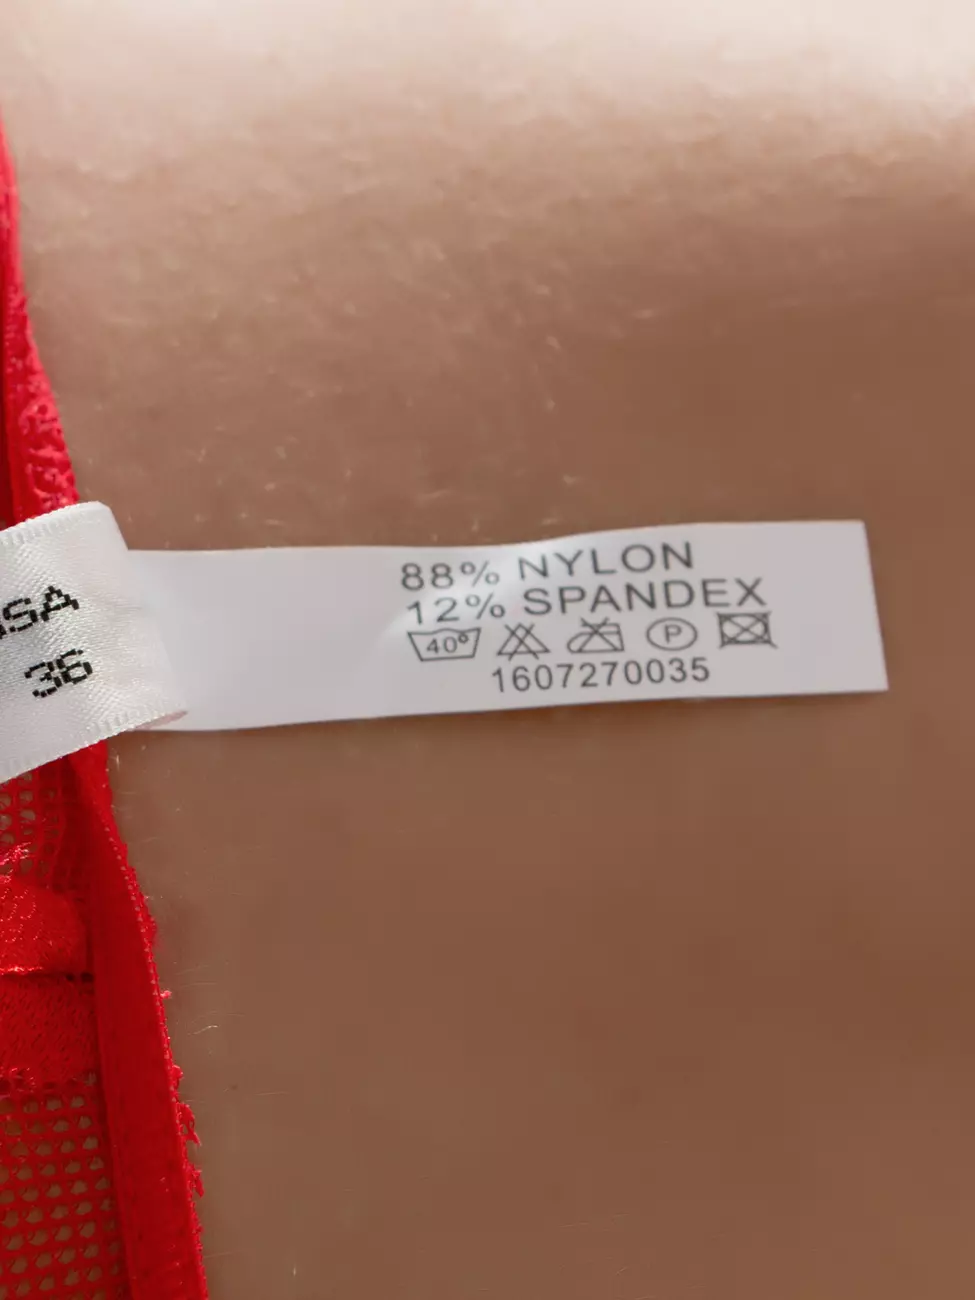 88% NYLON
12% SPANDEX
40°
P
1607270035
36